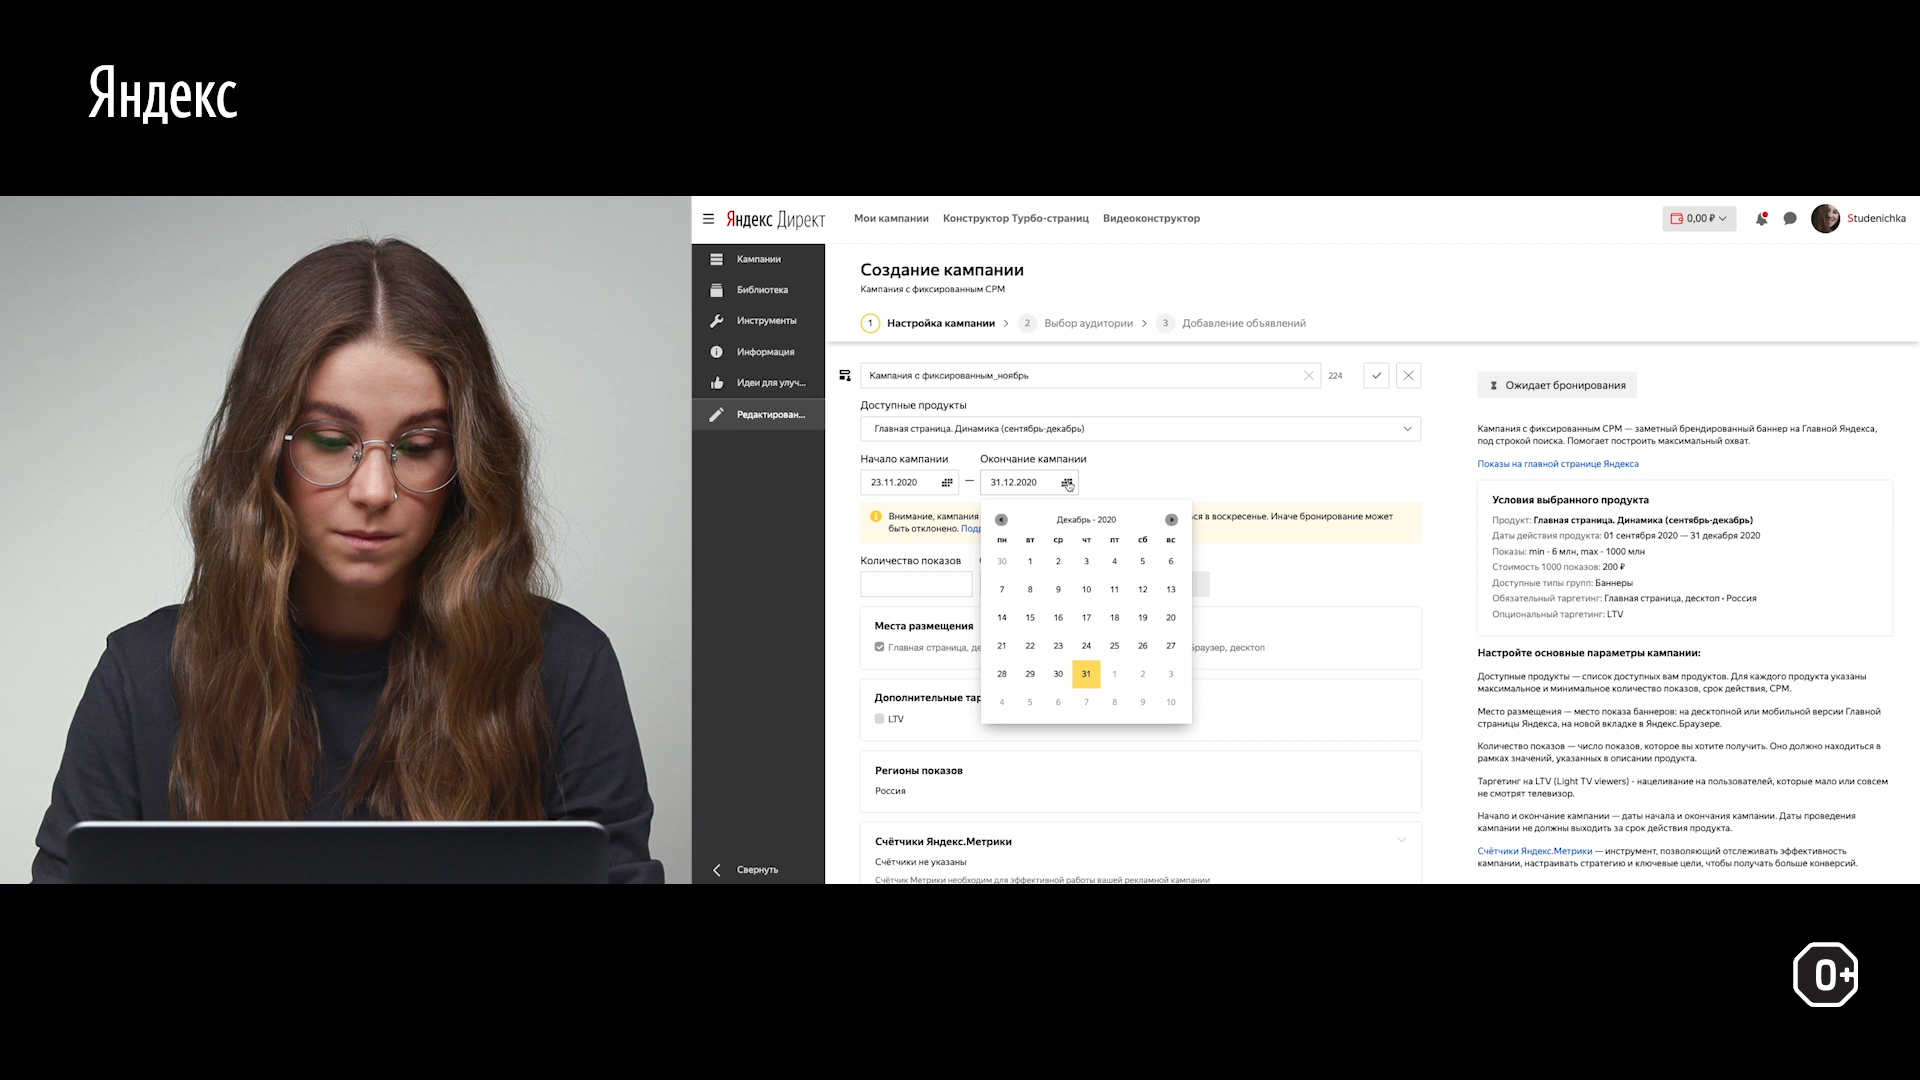 Яндекс
Яндекс Директ
Мои кампании
Конструктор Турбо-страниц
Видеоконструктор
0,00 ₽
Studenichka
Кампании
Библиотека
Инструменты
Информация
Идеи для улуч...
Редактирован...
Свернуть
Создание кампании
Кампания с фиксированным CPM
1 Настройка кампании
2 Выбор аудитории
3 Добавление объявлений
Кампания с фиксированным_ноябрь
224
Доступные продукты
Главная страница. Динамика (сентябрь-декабрь)
Начало кампании
Окончание кампании
23.11.2020 — 31.12.2020
Внимание, кампания
ся в воскресенье. Иначе бронирование может
быть отклонено.
Количество показов
Декабрь - 2020
пн вт ср чт пт сб вс
30 1 2 3 4 5 6
7 8 9 10 11 12 13
14 15 16 17 18 19 20
21 22 23 24 25 26 27
28 29 30 31 1 2 3
4 5 6 7 8 9 10
Места размещения
Главная страница, де
раузер, десктоп
Дополнительные тар
LTV
Регионы показов
Россия
Счётчики Яндекс.Метрики
Счётчики не указаны
Счётчик Метрики необходим для эффективной работы вашей рекламной кампании
Ожидает бронирования
Кампания с фиксированным CPM — заметный брендированный баннер на Главной Яндекса,
под строкой поиска. Помогает построить максимальный охват.
Показы на главной странице Яндекса
Условия выбранного продукта
Продукт: Главная страница. Динамика (сентябрь-декабрь)
Даты действия продукта: 01 сентября 2020 — 31 декабря 2020
Показы: min - 6 млн, max - 1000 млн
Стоимость 1000 показов: 200 ₽
Доступные типы групп: Баннеры
Обязательный таргетинг: Главная страница, десктоп • Россия
Опциональный таргетинг: LTV
Настройте основные параметры кампании:
Доступные продукты — список доступных вам продуктов. Для каждого продукта указаны
максимальное и минимальное количество показов, срок действия, CPM.
Место размещения — место показа баннеров: на десктопной или мобильной версии Главной
страницы Яндекса, на новой вкладке в Яндекс.Браузере.
Количество показов — число показов, которое вы хотите получить. Оно должно находиться в
рамках значений, указанных в описании продукта.
Таргетинг на LTV (Light TV viewers) - нацеливание на пользователей, которые мало или совсем
не смотрят телевизор.
Начало и окончание кампании — даты начала и окончания кампании. Даты проведения
кампании не должны выходить за срок действия продукта.
Счётчики Яндекс.Метрики — инструмент, позволяющий отслеживать эффективность
кампании, настраивать стратегию и ключевые цели, чтобы получать больше конверсий.
0+